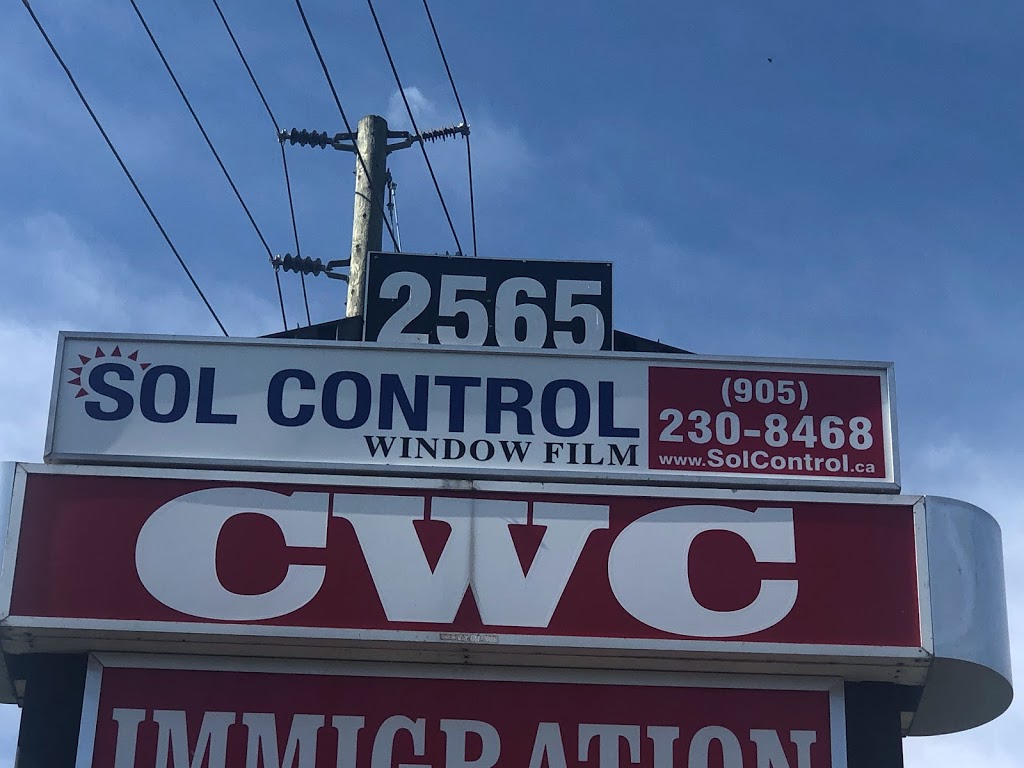 2565
SOL CONTROL
WINDOW FILM
(905)
230-8468
www.SolControl.ca
CWC
IMMIGRATION